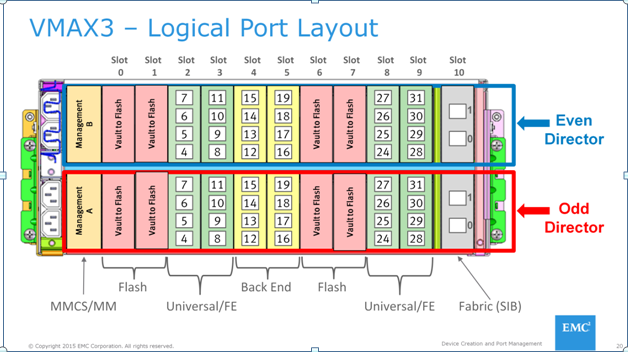 VMAX3 – Logical Port Layout
Slot 0 Slot 1 Slot 2 Slot 3 Slot 4 Slot 5 Slot 6 Slot 7 Slot 8 Slot 9 Slot 10
Management B
Vault to Flash
Vault to Flash
7 11 15 19
6 10 14 18
5 9 13 17
4 8 12 16
Vault to Flash
Vault to Flash
27 31
26 30
25 29
24 28
1
0
Even
Director
Management A
Vault to Flash
Vault to Flash
7 11 15 19
6 10 14 18
5 9 13 17
4 8 12 16
Vault to Flash
Vault to Flash
27 31
26 30
25 29
24 28
1
0
Odd
Director
Flash Back End Flash
MMCS/MM Universal/FE Universal/FE Fabric (SIB)
EMC²
© Copyright 2015 EMC Corporation. All rights reserved.
Device Creation and Port Management
20